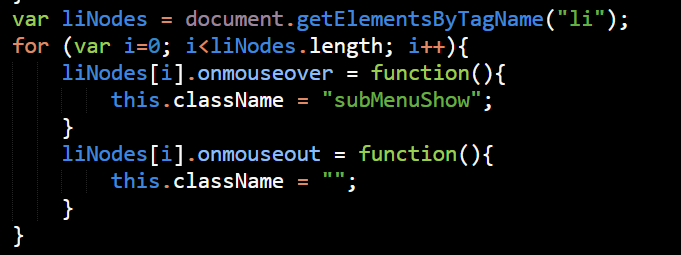 }
var liNodes = document.getElementsByTagName("li");
for (var i=0; i<liNodes.length; i++){
    liNodes[i].onmouseover = function(){
        this.className = "subMenuShow";
    }
    liNodes[i].onmouseout = function(){
        this.className = "";
    }
}